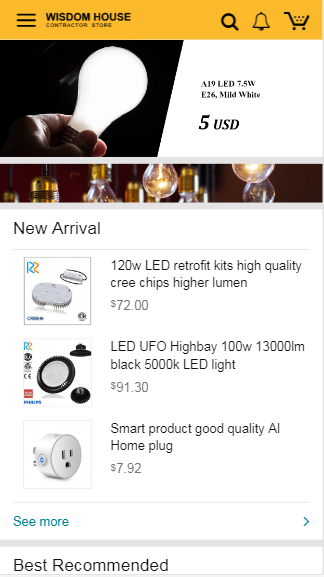 WISDOM HOUSE
CONTRACTOR STORE
A19 LED 7.5W
E26, Mild White
5 USD
New Arrival
120w LED retrofit kits high quality
cree chips higher lumen
$72.00
LED UFO Highbay 100w 13000lm
black 5000k LED light
$91.30
PHILIPS
Smart product good quality AI
Home plug
$7.92
See more
Best Recommended